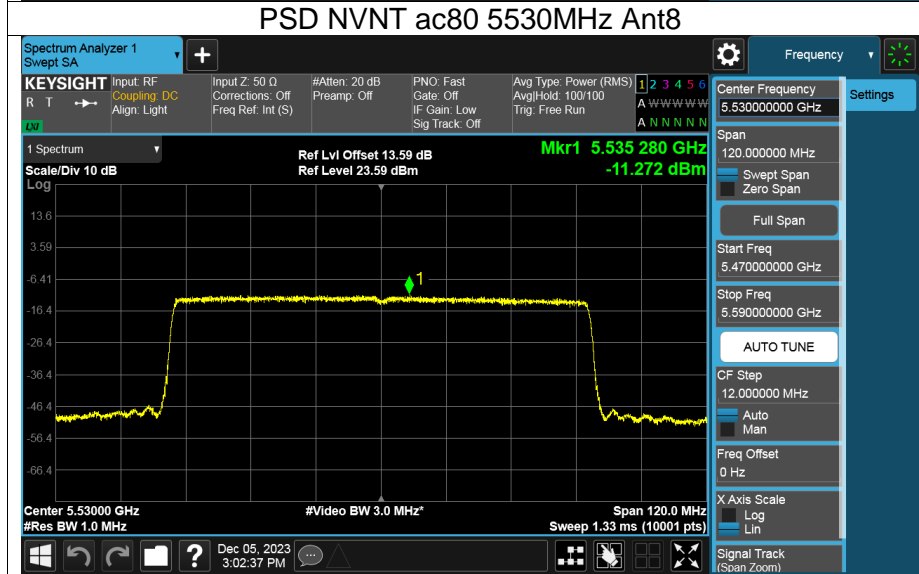 PSD NVNT ac80 5530MHz Ant8
Spectrum Analyzer 1
Swept SA
+
Frequency
KEYSIGHT
R T
LXI
Input: RF
Coupling: DC
Align: Light
Input Z: 50 Ω
Corrections: Off
Freq Ref: Int (S)
#Atten: 20 dB
Preamp: Off
PNO: Fast
Gate: Off
IF Gain: Low
Sig Track: Off
Avg Type: Power (RMS)
Avg|Hold: 100/100
Trig: Free Run
1 2 3 4 5 6
A W W W W W
A N N N N N
1 Spectrum
Scale/Div 10 dB
Log
Ref Lvl Offset 13.59 dB
Ref Level 23.59 dBm
Mkr1 5.535 280 GHz
-11.272 dBm
13.6
3.59
-6.41
-16.4
-26.4
-36.4
-46.4
-56.4
-66.4
1
Center 5.53000 GHz
#Res BW 1.0 MHz
#Video BW 3.0 MHz*
Span 120.0 MHz
Sweep 1.33 ms (10001 pts)
?
Dec 05, 2023
3:02:37 PM
Center Frequency
5.530000000 GHz
Settings
Span
120.000000 MHz
Swept Span
Zero Span
Full Span
Start Freq
5.470000000 GHz
Stop Freq
5.590000000 GHz
AUTO TUNE
CF Step
12.000000 MHz
Auto
Man
Freq Offset
0 Hz
X Axis Scale
Log
Lin
Signal Track
(Span Zoom)